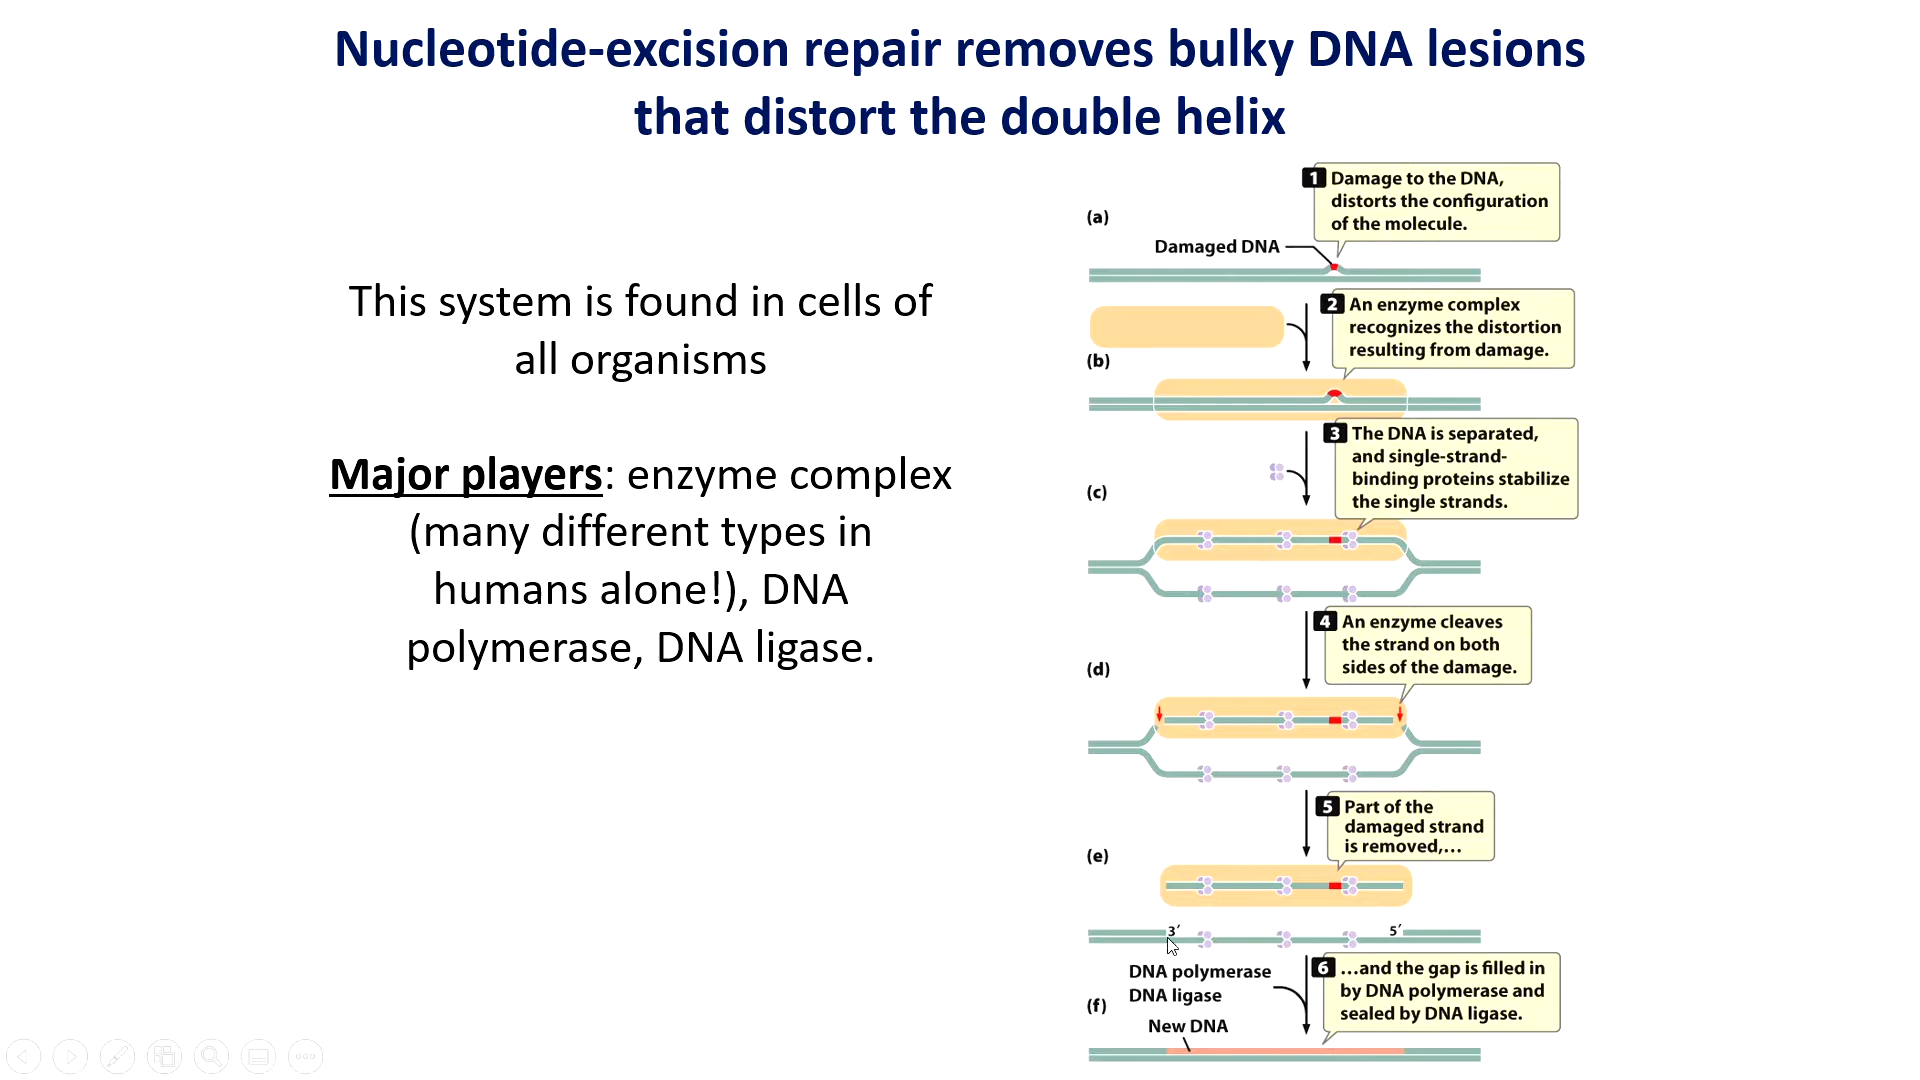 Nucleotide-excision repair removes bulky DNA lesions
that distort the double helix
This system is found in cells of
all organisms
Major players: enzyme complex
(many different types in
humans alone!), DNA
polymerase, DNA ligase.
1 Damage to the DNA,
distorts the configuration
of the molecule.
(a)
Damaged DNA
2 An enzyme complex
recognizes the distortion
resulting from damage.
(b)
3 The DNA is separated,
and single-strand-
binding proteins stabilize
the single strands.
(c)
4 An enzyme cleaves
the strand on both
sides of the damage.
(d)
5 Part of the
damaged strand
is removed,…
(e)
3′ 5′
6 …and the gap is filled in
by DNA polymerase and
sealed by DNA ligase.
DNA polymerase
DNA ligase
(f)
New DNA